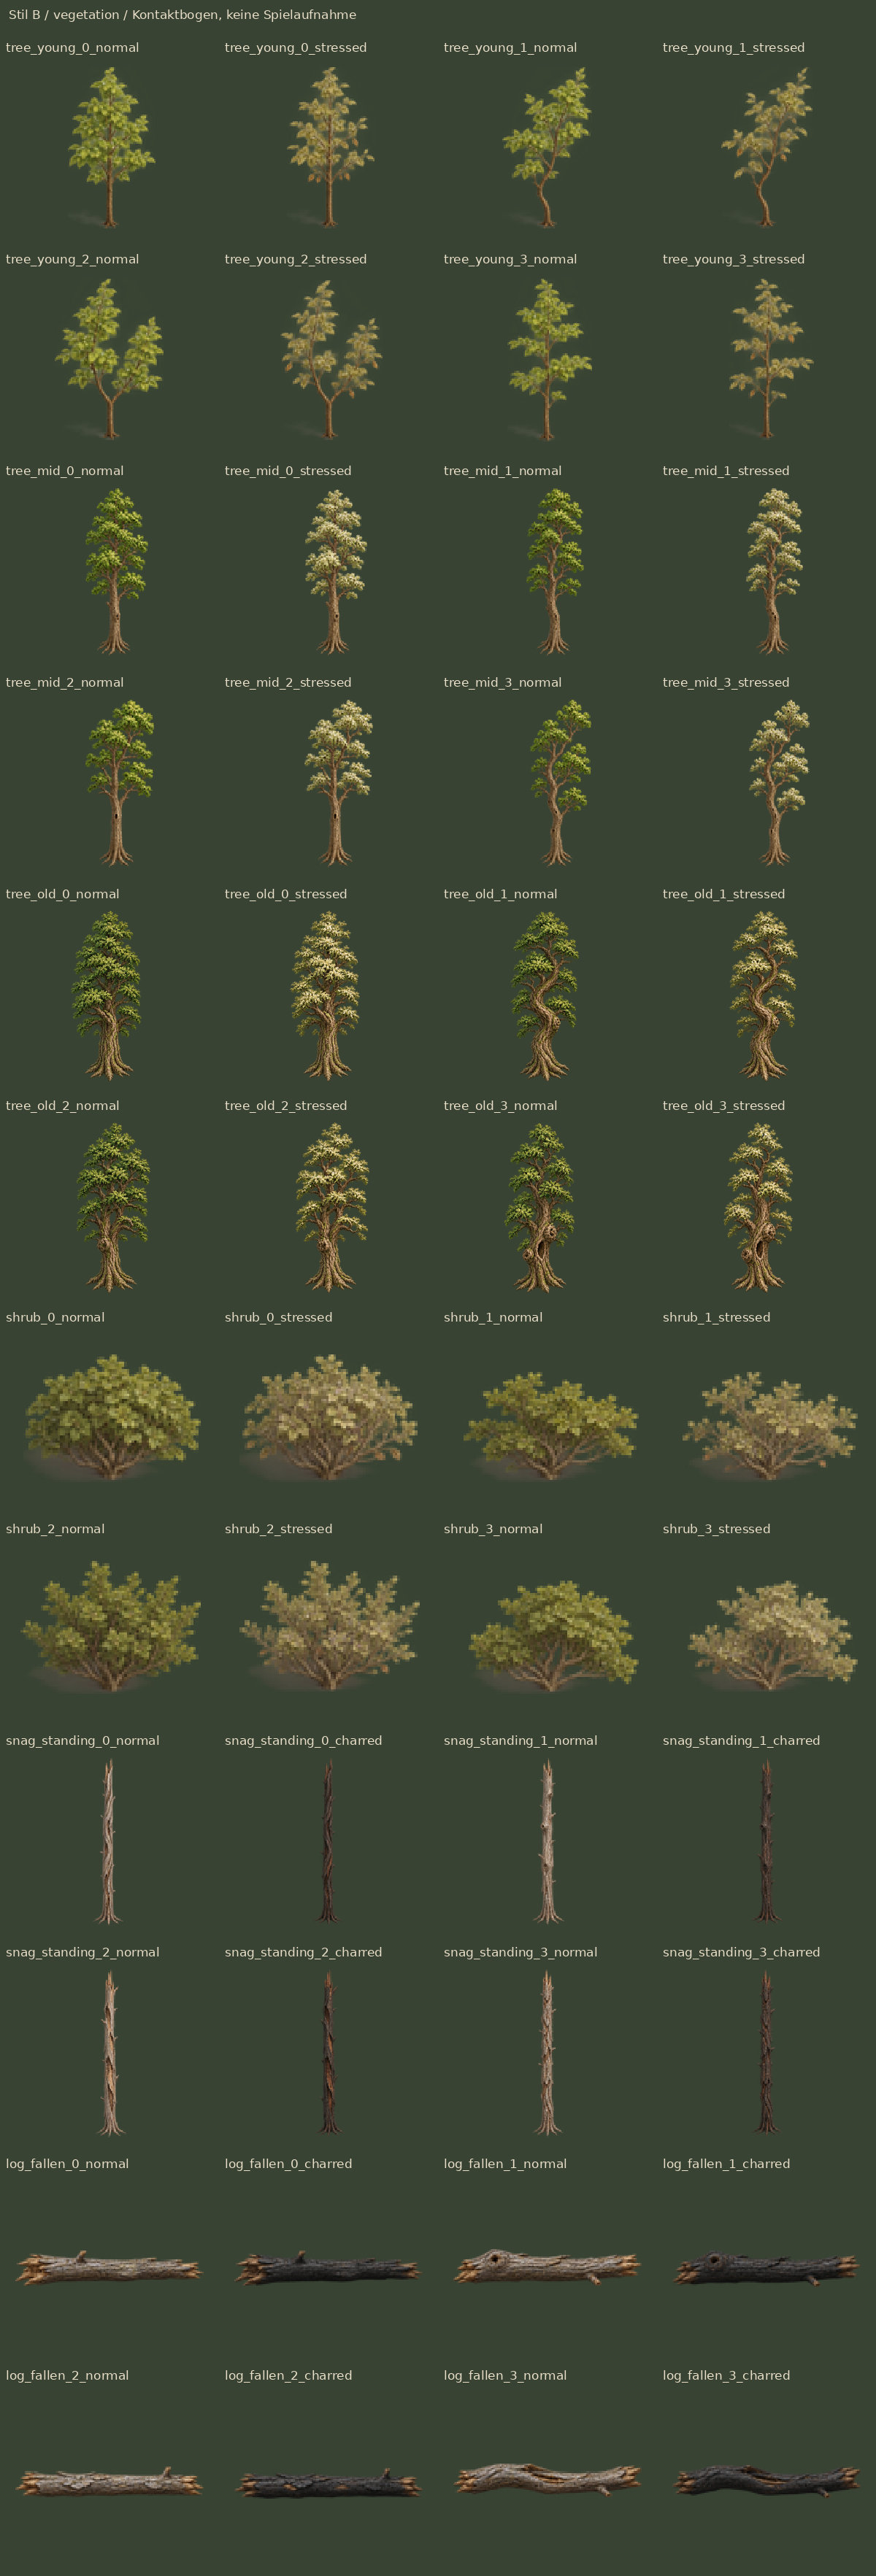 Stil B / vegetation / Kontaktbogen, keine Spielaufnahme
tree_young_0_normal tree_young_0_stressed tree_young_1_normal tree_young_1_stressed
tree_young_2_normal tree_young_2_stressed tree_young_3_normal tree_young_3_stressed
tree_mid_0_normal tree_mid_0_stressed tree_mid_1_normal tree_mid_1_stressed
tree_mid_2_normal tree_mid_2_stressed tree_mid_3_normal tree_mid_3_stressed
tree_old_0_normal tree_old_0_stressed tree_old_1_normal tree_old_1_stressed
tree_old_2_normal tree_old_2_stressed tree_old_3_normal tree_old_3_stressed
shrub_0_normal shrub_0_stressed shrub_1_normal shrub_1_stressed
shrub_2_normal shrub_2_stressed shrub_3_normal shrub_3_stressed
snag_standing_0_normal snag_standing_0_charred snag_standing_1_normal snag_standing_1_charred
snag_standing_2_normal snag_standing_2_charred snag_standing_3_normal snag_standing_3_charred
log_fallen_0_normal log_fallen_0_charred log_fallen_1_normal log_fallen_1_charred
log_fallen_2_normal log_fallen_2_charred log_fallen_3_normal log_fallen_3_charred